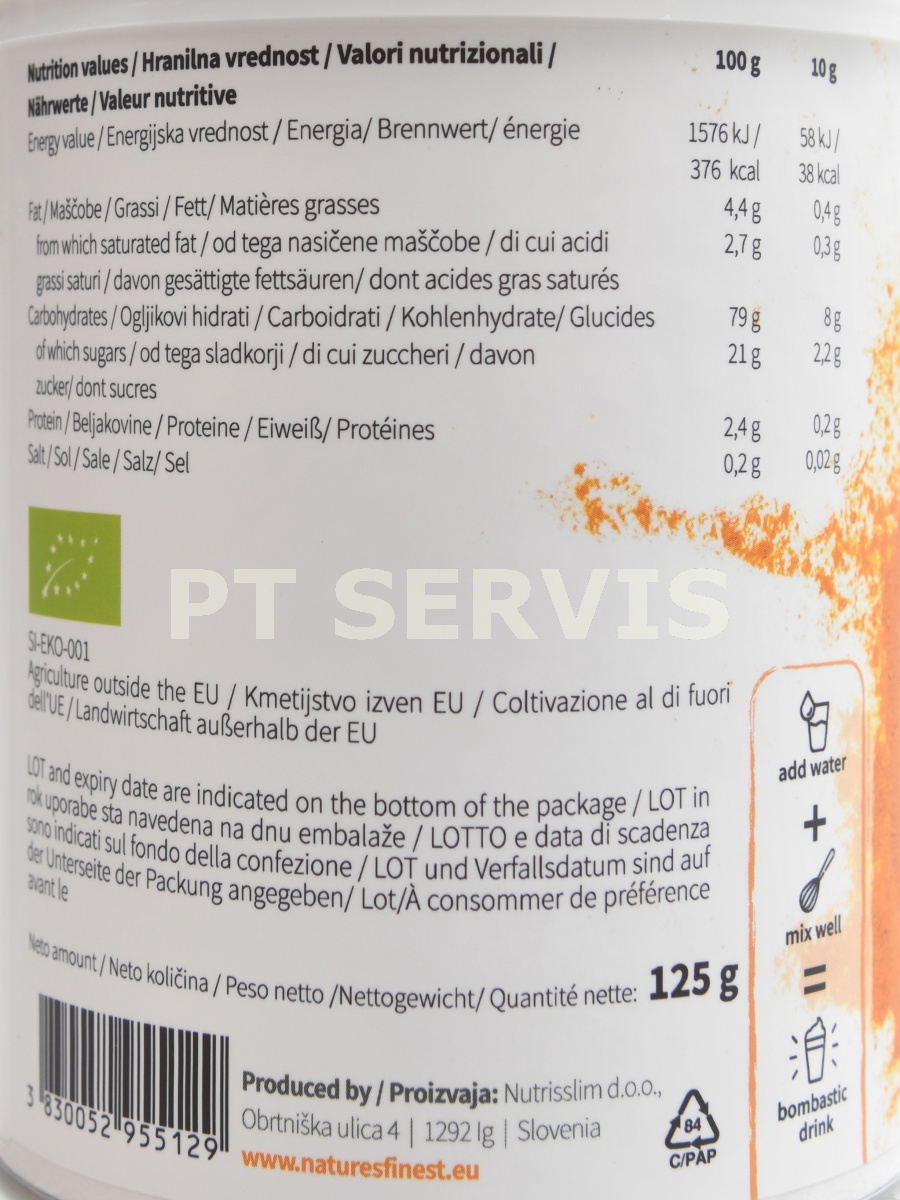 Nutrition values / Hranilna vrednost / Valori nutrizionali / 100 g 10 g
Nährwerte / Valeur nutritive
Energy value / Energijska vrednost / Energia/ Brennwert/ énergie 1576 kJ / 58 kJ /
376 kcal 38 kcal
Fat / Maščobe / Grassi / Fett/ Matières grasses 4,4 g 0,4 g
from which saturated fat / od tega nasičene maščobe / di cui acidi 2,7 g 0,3 g
grassi saturi / davon gesättigte fettsäuren/ dont acides gras saturés
Carbohydrates / Ogljikovi hidrati / Carboidrati / Kohlenhydrate/ Glucides 79 g 8 g
of which sugars / od tega sladkorji / di cui zuccheri / davon 21 g 2,2 g
zucker/ dont sucres
Protein / Beljakovine / Proteine / Eiweiß/ Protéines 2,4 g 0,2 g
Salt / Sol / Sale / Salz/ Sel 0,2 g 0,02 g
PT SERVIS
SI-EKO-001
Agriculture outside the EU / Kmetijstvo izven EU / Coltivazione al di fuori
dell'UE / Landwirtschaft außerhalb der EU
LOT and expiry date are indicated on the bottom of the package / LOT in
rok uporabe sta navedena na dnu embalaže / LOTTO e data di scadenza
sono indicati sul fondo della confezione / LOT und Verfallsdatum sind auf
der Unterseite der Packung angegeben/ Lot/À consommer de préférence
avant le
Neto amount / Neto količina / Peso netto /Nettogewicht/ Quantité nette: 125 g
3 830052 955129
Produced by / Proizvaja: Nutrisslim d.o.o.,
Obrtniška ulica 4 | 1292 Ig | Slovenia
www.naturesfinest.eu
84
C/PAP
add water
+
mix well
=
bombastic
drink